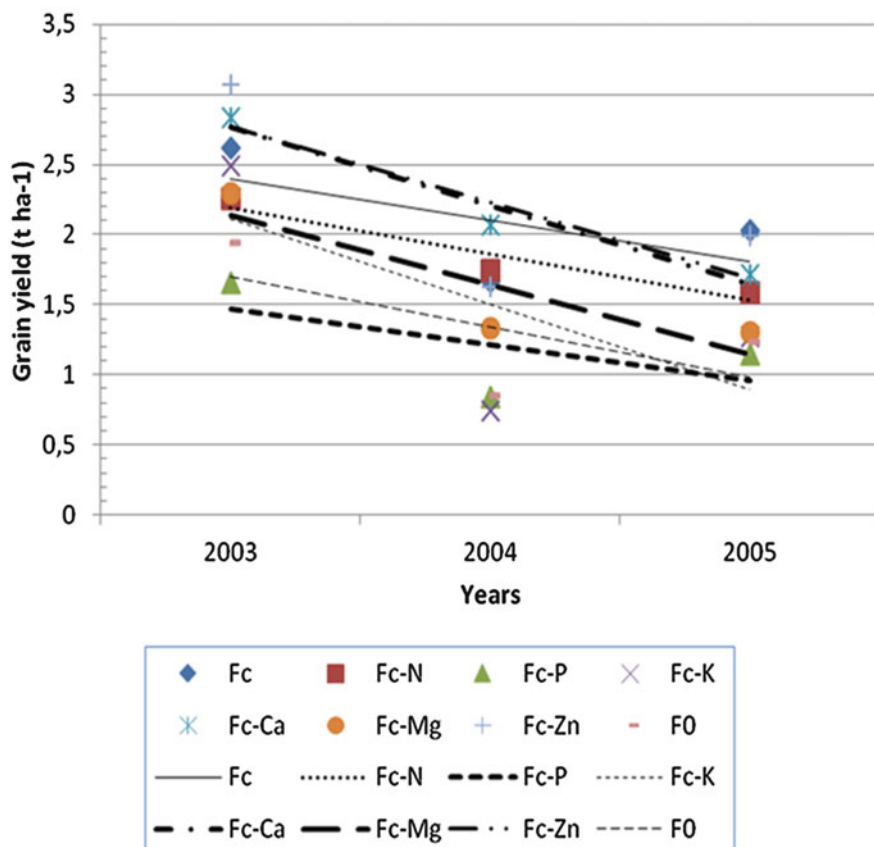 3,5
3
2,5
2
1,5
1
0,5
0
Grain yield (t ha-1)
2003 2004 2005
Years
Fc Fc-N Fc-P Fc-K
Fc-Ca Fc-Mg Fc-Zn F0
Fc Fc-N Fc-P Fc-K
Fc-Ca Fc-Mg Fc-Zn F0